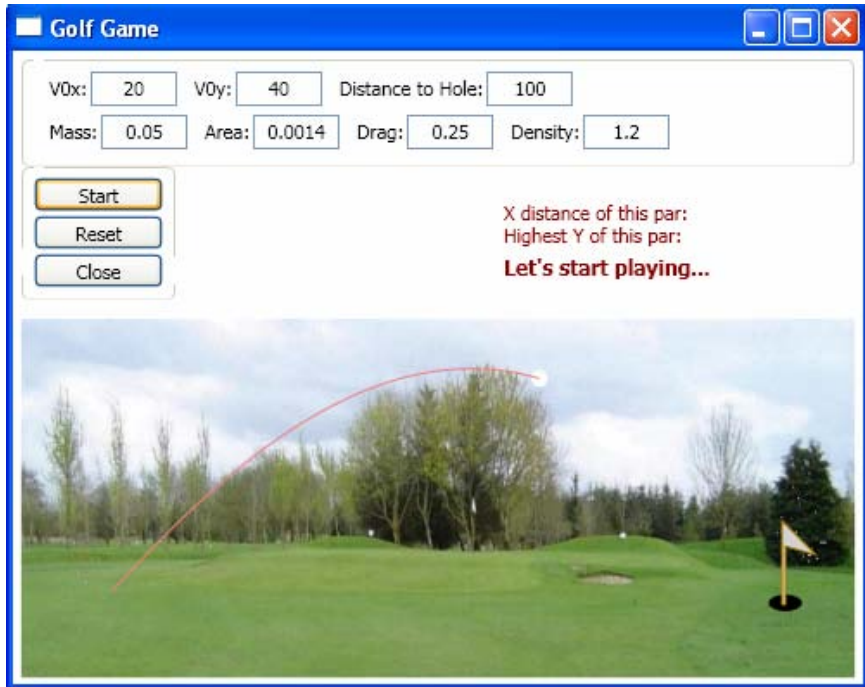 Golf Game
V0x: 20 V0y: 40 Distance to Hole: 100
Mass: 0.05 Area: 0.0014 Drag: 0.25 Density: 1.2
Start
Reset
Close
X distance of this par:
Highest Y of this par:
Let's start playing...